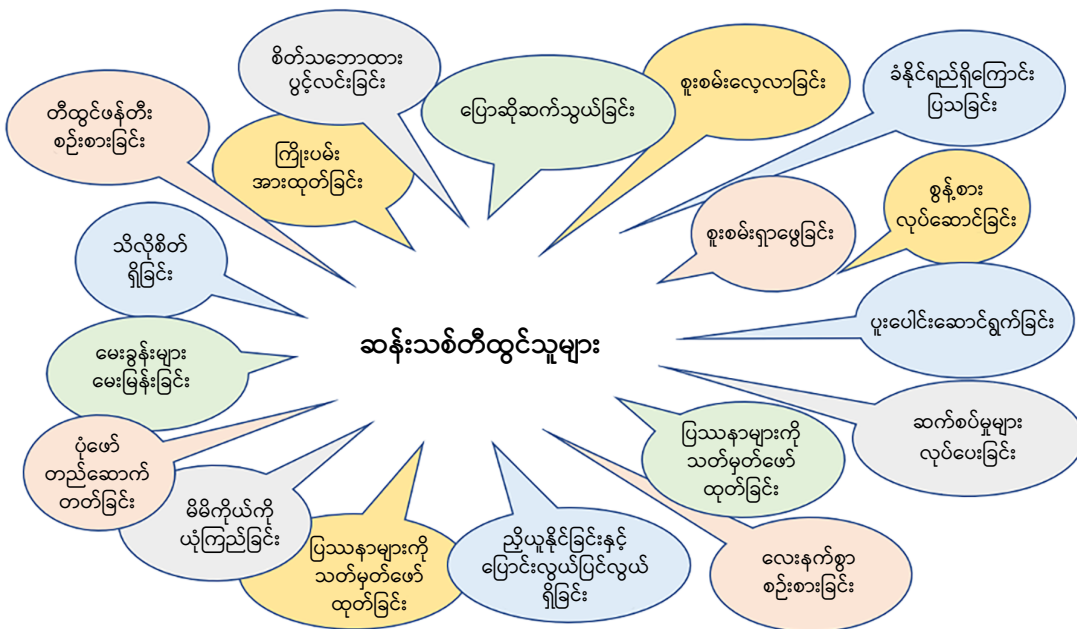 စိတ်သဘောထား
ပွင့်လင်းခြင်း
ပြောဆိုဆက်သွယ်ခြင်း
စူးစမ်းလေ့လာခြင်း
ခံနိုင်ရည်ရှိကြောင်း
ပြသခြင်း
တီထွင်ဖန်တီး
စဉ်းစားခြင်း
ကြိုးပမ်း
အားထုတ်ခြင်း
စွန့်စား
လုပ်ဆောင်ခြင်း
စူးစမ်းရှာဖွေခြင်း
သိလိုစိတ်
ရှိခြင်း
ပူးပေါင်းဆောင်ရွက်ခြင်း
ဆန်းသစ်တီထွင်သူများ
မေးခွန်းများ
မေးမြန်းခြင်း
ဆက်စပ်မှုများ
လုပ်ပေးခြင်း
ပြဿနာများကို
သတ်မှတ်ဖော်
ထုတ်ခြင်း
ပုံဖော်
တည်ဆောက်
တတ်ခြင်း
မိမိကိုယ်ကို
ယုံကြည်ခြင်း
ပြဿနာများကို
သတ်မှတ်ဖော်
ထုတ်ခြင်း
ညှိယူနိုင်ခြင်းနှင့်
ပြောင်းလွယ်ပြင်လွယ်
ရှိခြင်း
လေးနက်စွာ
စဉ်းစားခြင်း